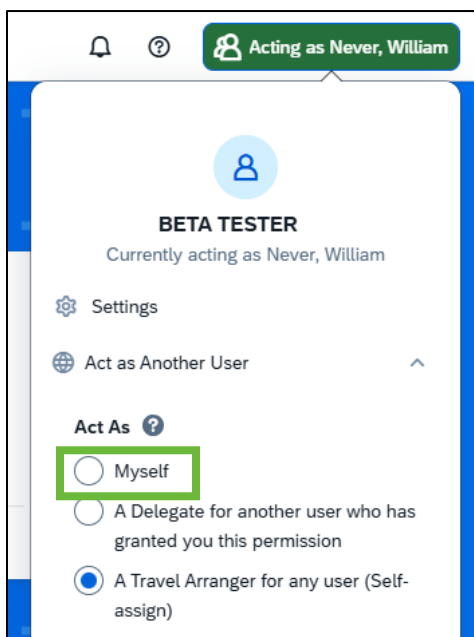 Acting as Never, William
BETA TESTER
Currently acting as Never, William
Settings
Act as Another User
Act As ?
Myself
A Delegate for another user who has
granted you this permission
A Travel Arranger for any user (Self-
assign)